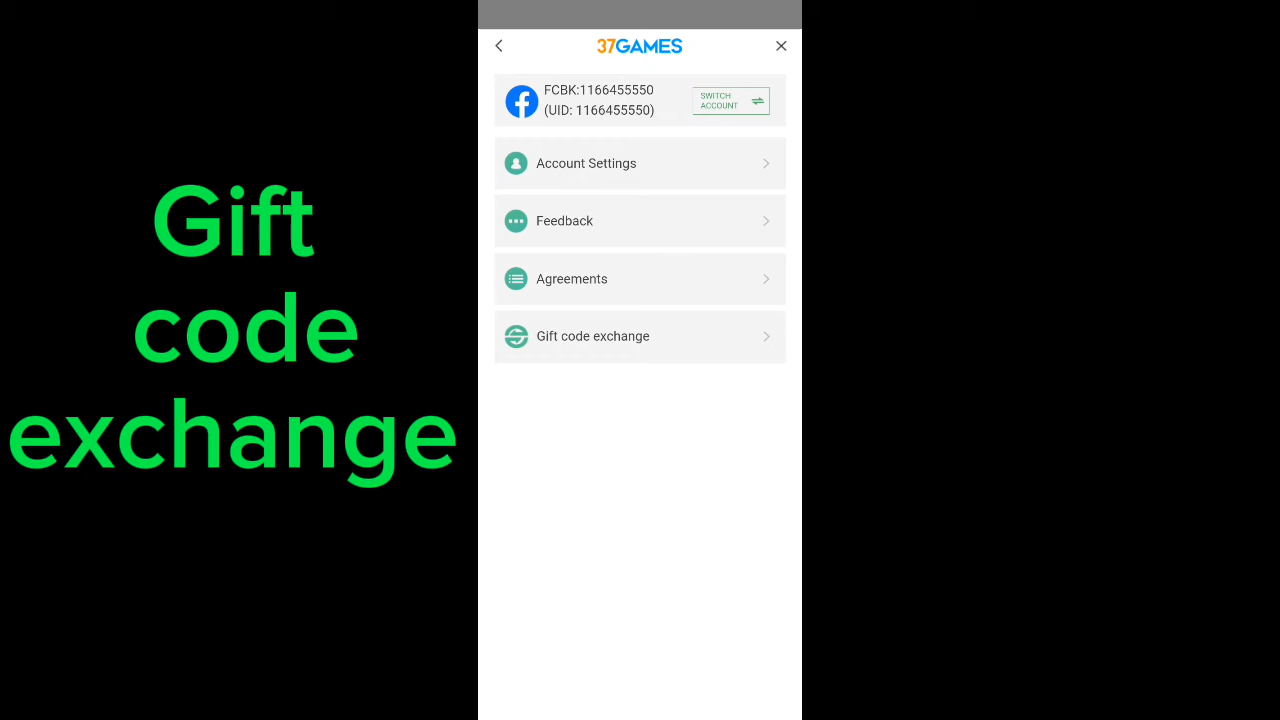 Gift
code
exchange
37GAMES
FCBK:1166455550
(UID: 1166455550)
SWITCH
ACCOUNT
Account Settings
Feedback
Agreements
Gift code exchange